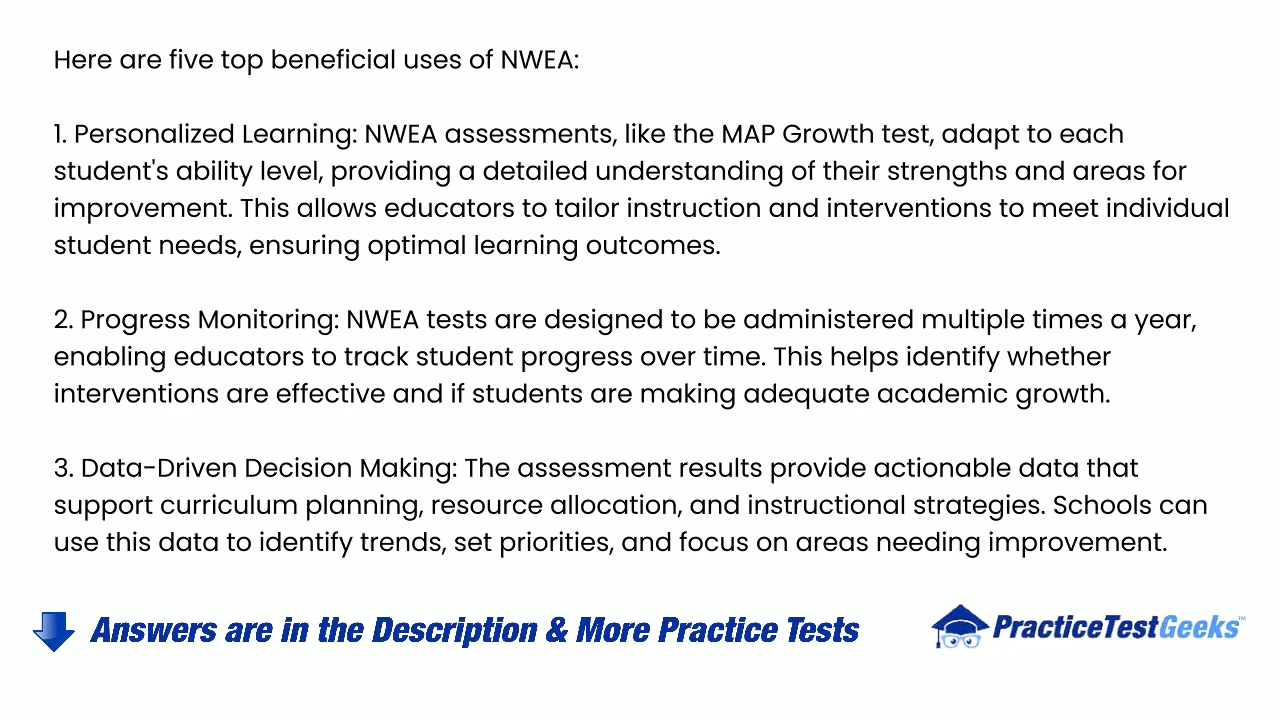 Here are five top beneficial uses of NWEA:
1. Personalized Learning: NWEA assessments, like the MAP Growth test, adapt to each
student's ability level, providing a detailed understanding of their strengths and areas for
improvement. This allows educators to tailor instruction and interventions to meet individual
student needs, ensuring optimal learning outcomes.
2. Progress Monitoring: NWEA tests are designed to be administered multiple times a year,
enabling educators to track student progress over time. This helps identify whether
interventions are effective and if students are making adequate academic growth.
3. Data-Driven Decision Making: The assessment results provide actionable data that
support curriculum planning, resource allocation, and instructional strategies. Schools can
use this data to identify trends, set priorities, and focus on areas needing improvement.
Answers are in the Description & More Practice Tests
PracticeTestGeeks™